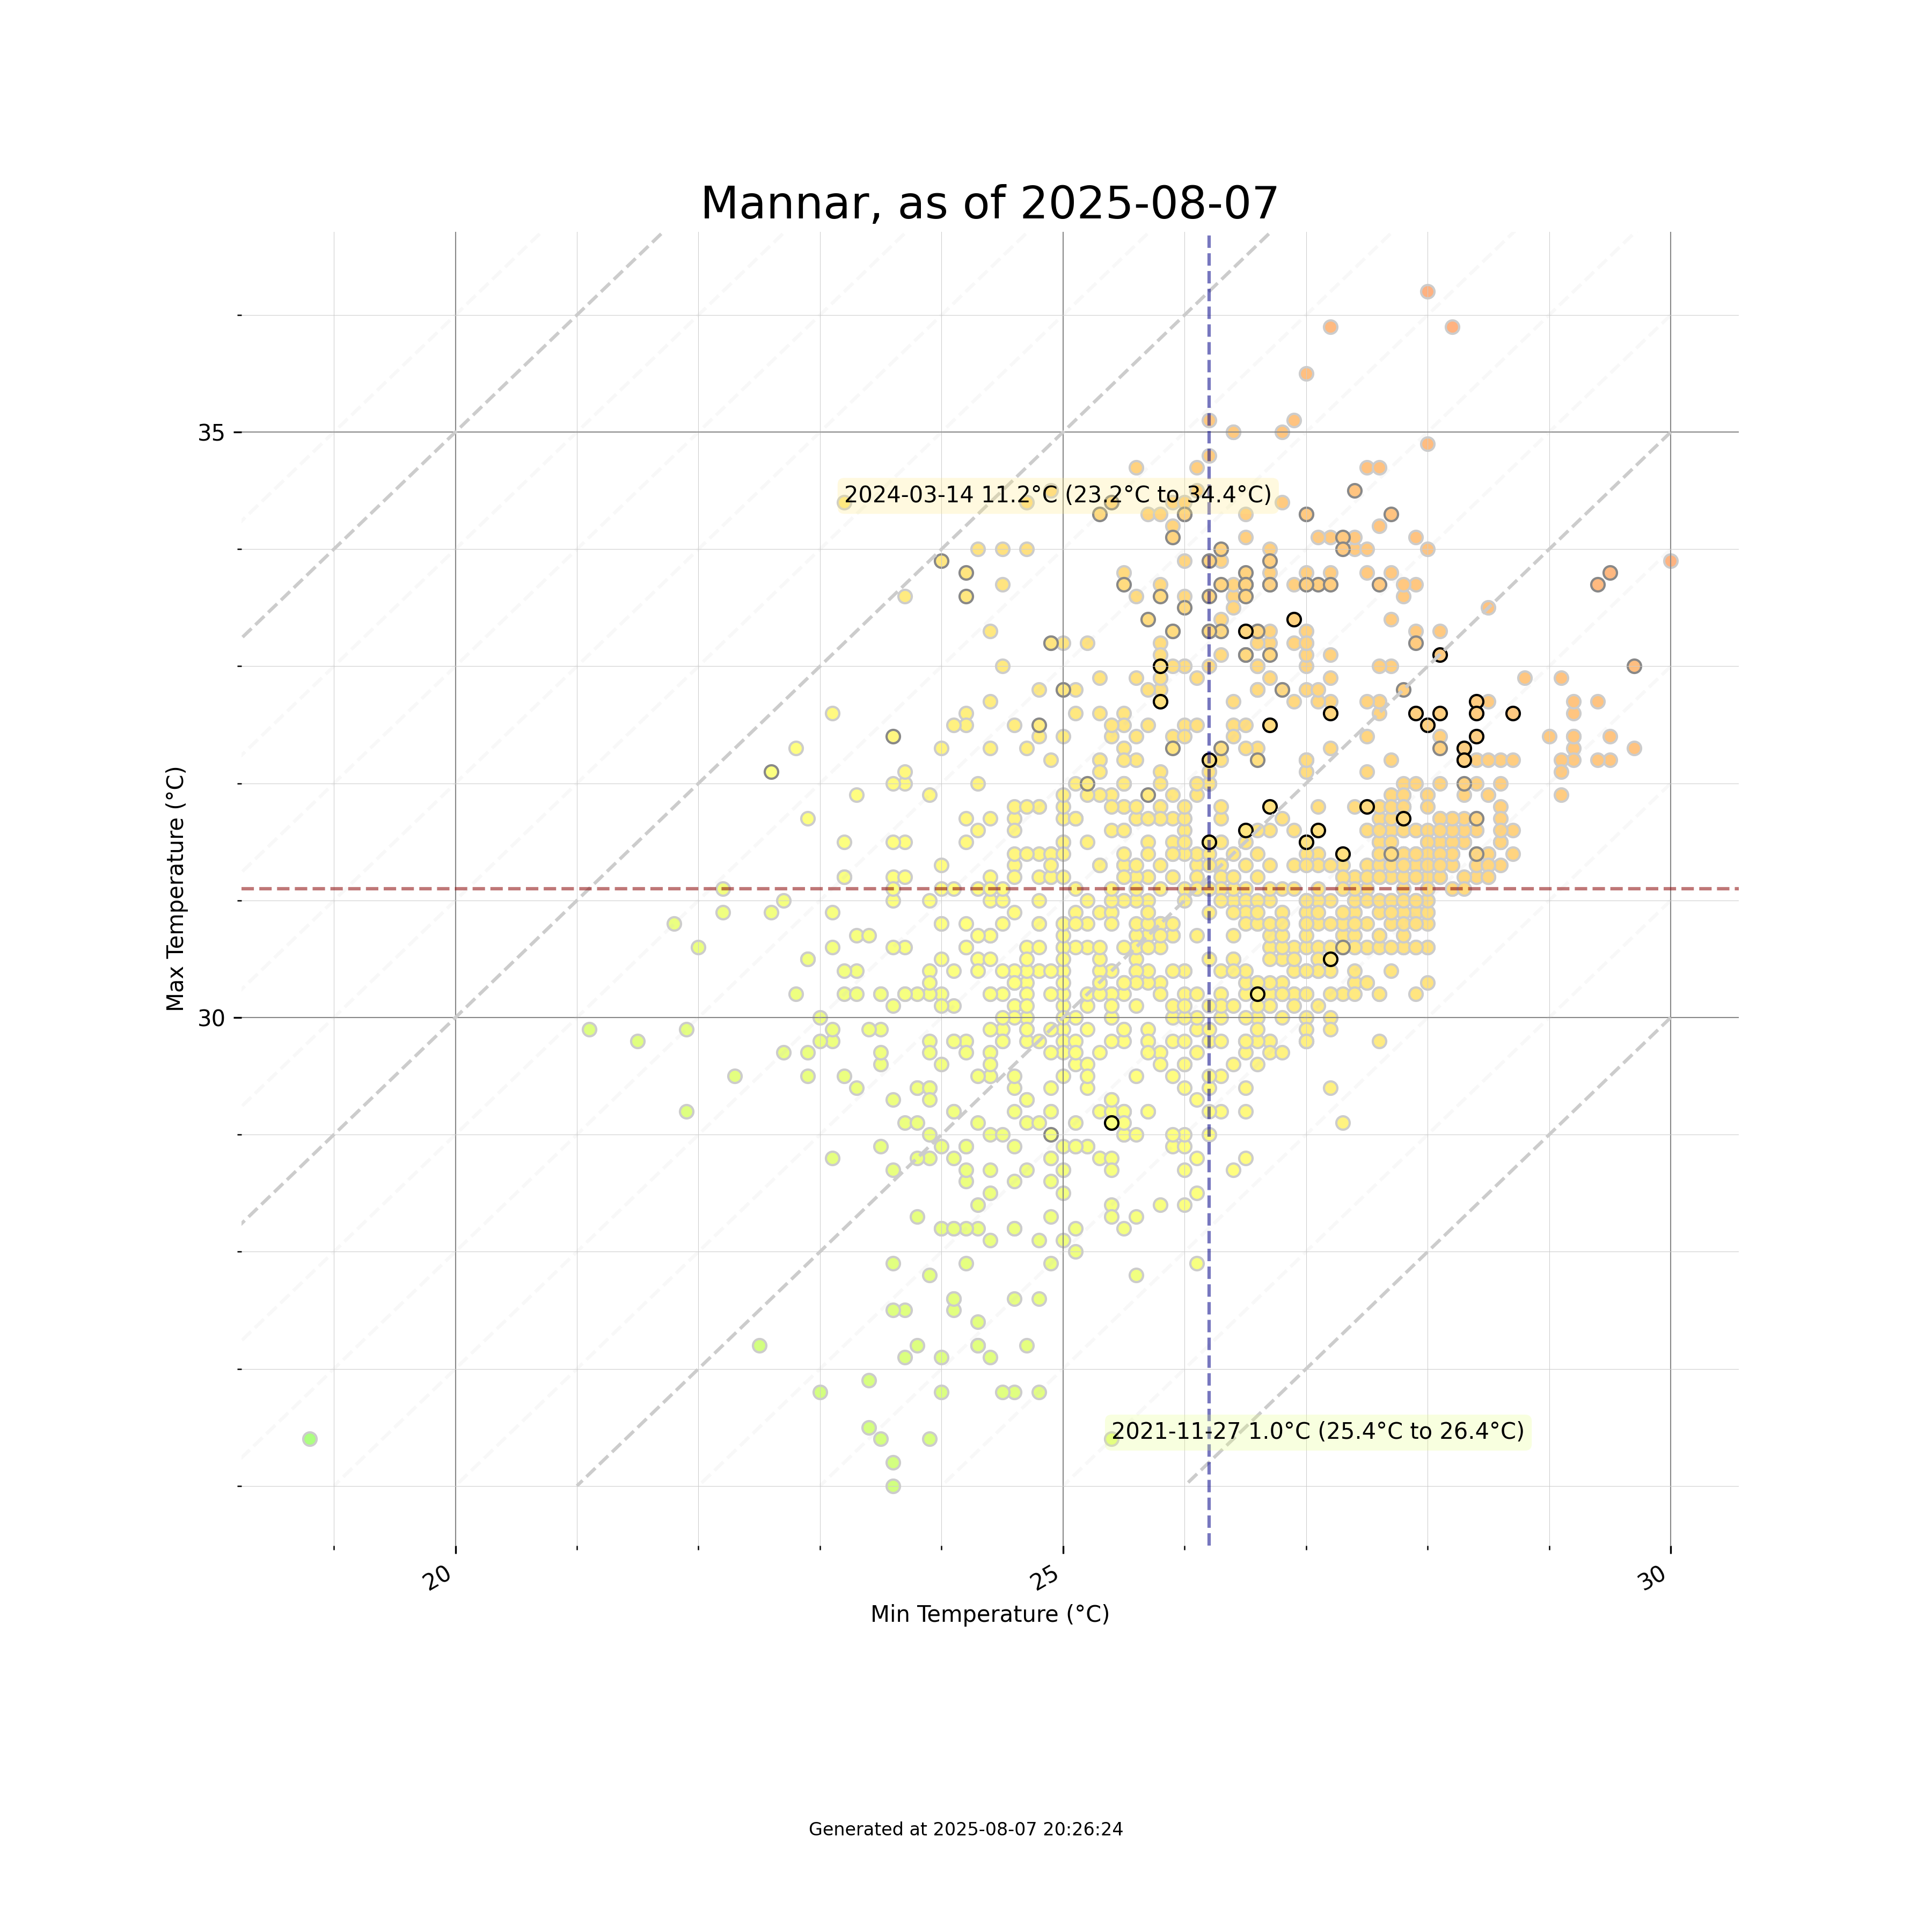 Mannar, as of 2025-08-07
35
2024-03-14 11.2°C (23.2°C to 34.4°C)
Max Temperature (°C)
30
2021-11-27 1.0°C (25.4°C to 26.4°C)
20
25
30
Min Temperature (°C)
Generated at 2025-08-07 20:26:24